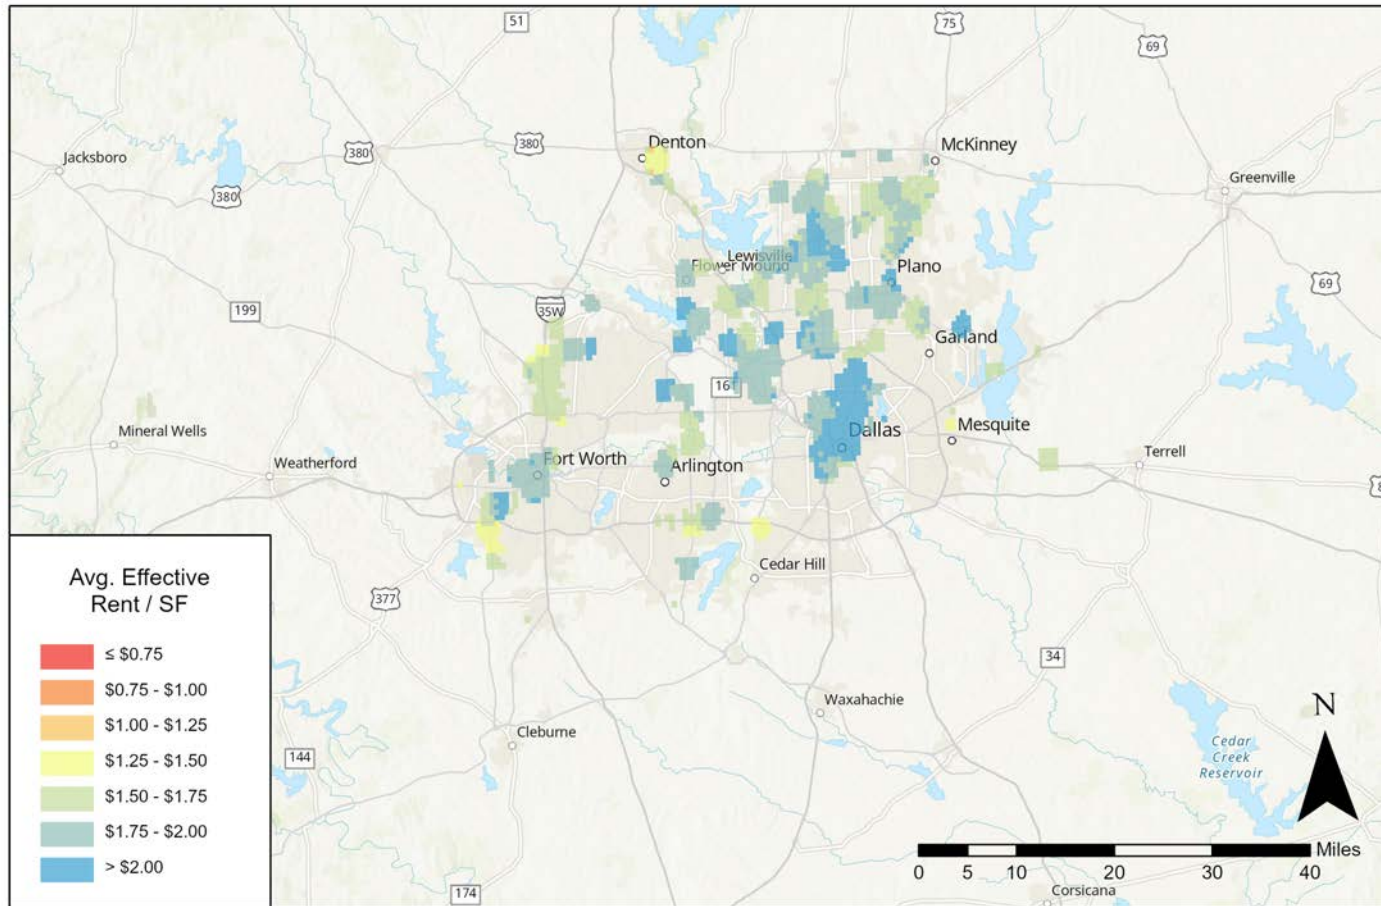 51
75
69
Jacksboro
380
380
Denton
McKinney
Greenville
380
Lewisville
Flower Mound
Plano
69
199
35W
Garland
16
Mineral Wells
Dallas
Mesquite
Weatherford
Fort Worth
Arlington
Terrell
8
Cedar Hill
377
Avg. Effective
Rent / SF
≤ $0.75
$0.75 - $1.00
$1.00 - $1.25
$1.25 - $1.50
$1.50 - $1.75
$1.75 - $2.00
> $2.00
34
Waxahachie
Cleburne
144
Cedar
Creek
Reservoir
N
Miles
0 5 10 20 30 40
174
Corsicana